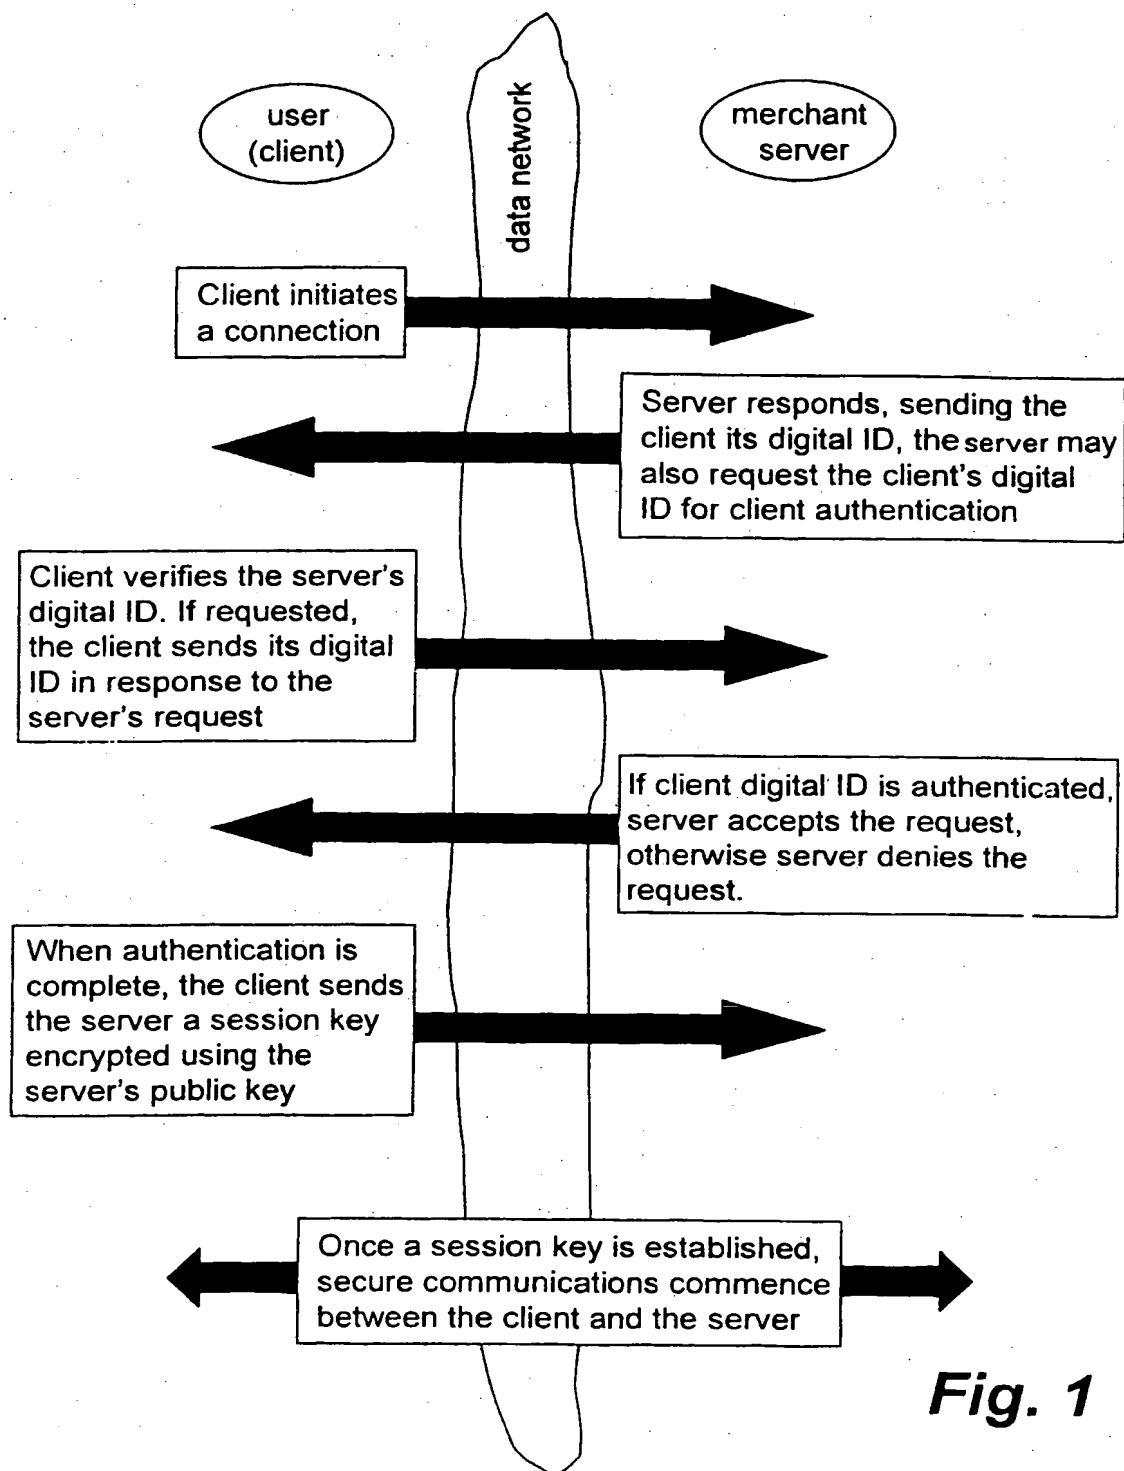 user
(client)
data network
merchant
server
Client initiates
a connection
Server responds, sending the
client its digital ID, the server may
also request the client's digital
ID for client authentication
Client verifies the server's
digital ID. If requested,
the client sends its digital
ID in response to the
server's request
If client digital ID is authenticated,
server accepts the request,
otherwise server denies the
request.
When authentication is
complete, the client sends
the server a session key
encrypted using the
server's public key
Once a session key is established,
secure communications commence
between the client and the server
Fig. 1